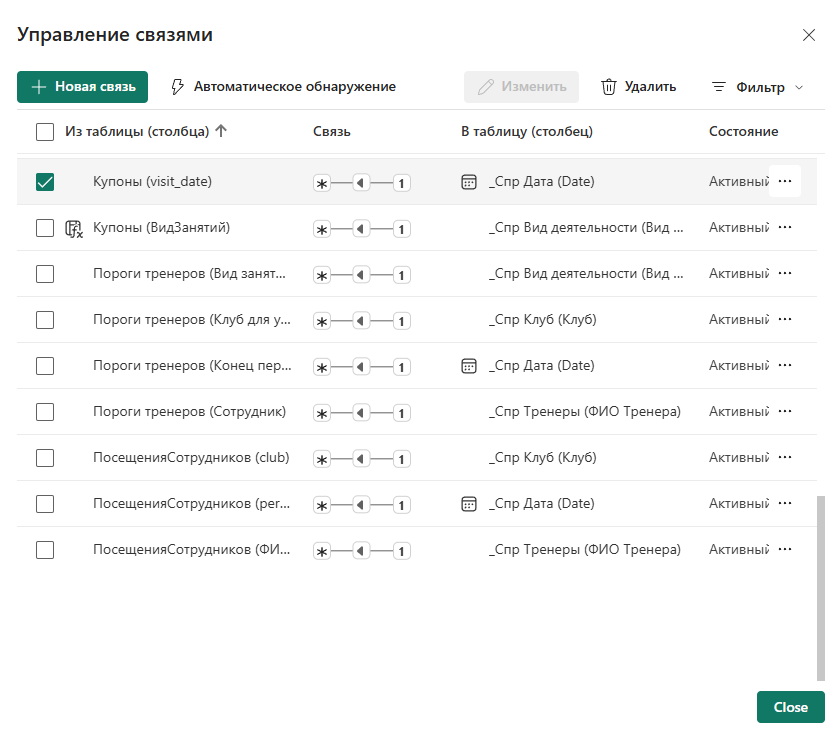 Управление связями
Новая связь Автоматическое обнаружение Изменить Удалить Фильтр
Из таблицы (столбца) Связь В таблицу (столбец) Состояние
Купоны (visit_date) * 1 _Спр Дата (Date) Активный ...
Купоны (ВидЗанятий) * 1 _Спр Вид деятельности (Вид ... Активный ...
Пороги тренеров (Вид занят... * 1 _Спр Вид деятельности (Вид ... Активный ...
Пороги тренеров (Клуб для у... * 1 _Спр Клуб (Клуб) Активный ...
Пороги тренеров (Конец пер... * 1 _Спр Дата (Date) Активный ...
Пороги тренеров (Сотрудник) * 1 _Спр Тренеры (ФИО Тренера) Активный ...
ПосещенияСотрудников (club) * 1 _Спр Клуб (Клуб) Активный ...
ПосещенияСотрудников (per... * 1 _Спр Дата (Date) Активный ...
ПосещенияСотрудников (ФИ... * 1 _Спр Тренеры (ФИО Тренера) Активный ...
Close